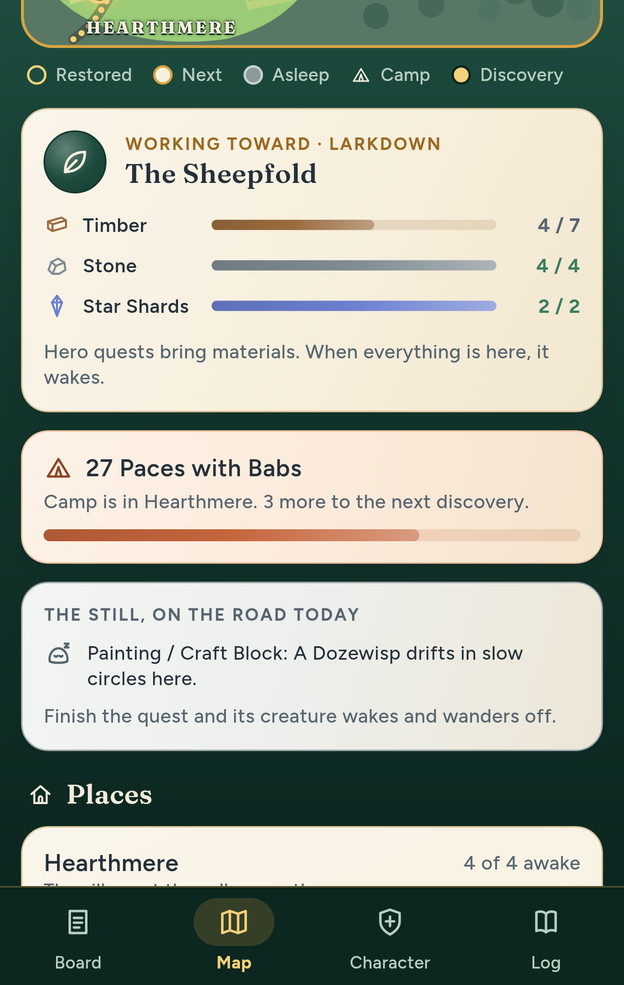 HEARTHMERE
Restored
Next
Asleep
Camp
Discovery
WORKING TOWARD · LARKDOWN
The Sheepfold
Timber
4 / 7
Stone
4 / 4
Star Shards
2 / 2
Hero quests bring materials. When everything is here, it
wakes.
27 Paces with Babs
Camp is in Hearthmere. 3 more to the next discovery.
THE STILL, ON THE ROAD TODAY
Painting / Craft Block: A Dozewisp drifts in slow
circles here.
Finish the quest and its creature wakes and wanders off.
Places
Hearthmere
4 of 4 awake
Board
Map
Character
Log